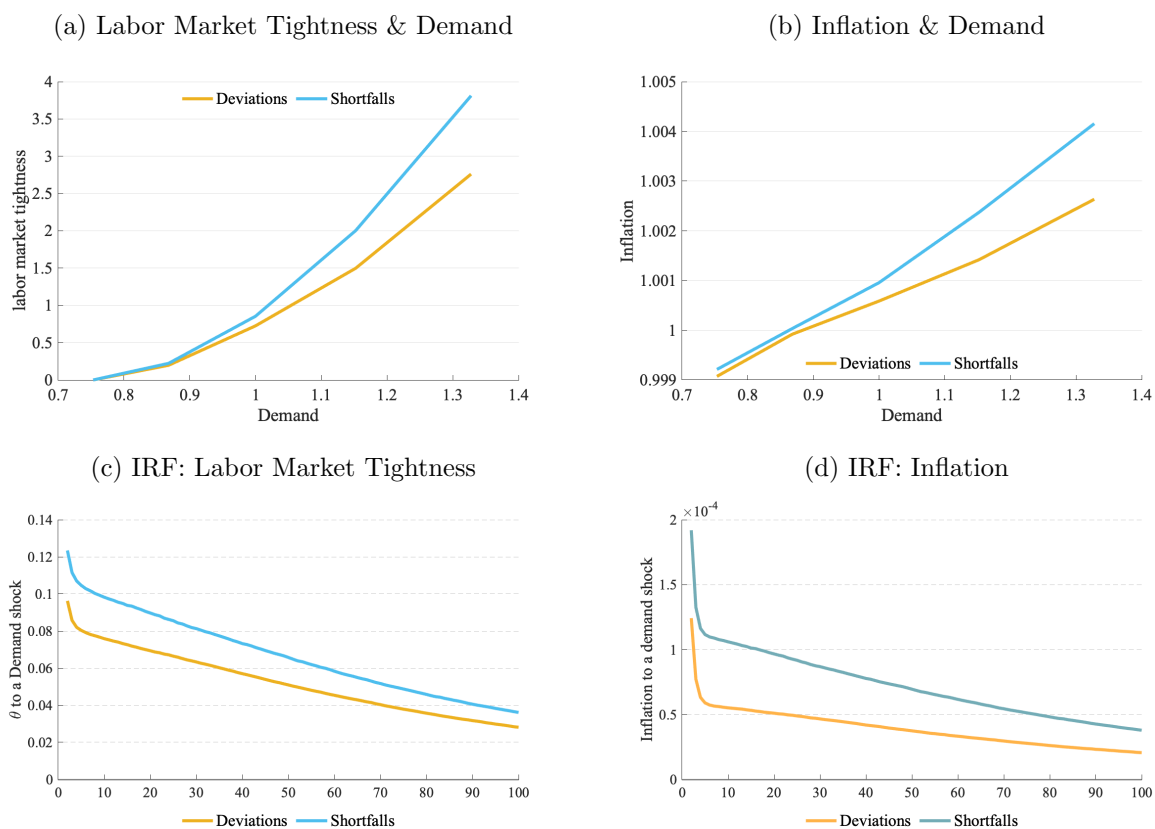 (a) Labor Market Tightness & Demand
labor market tightness
4
3.5
3
2.5
2
1.5
1
0.5
0
Deviations Shortfalls
0.7 0.8 0.9 1 1.1 1.2 1.3 1.4
Demand
(b) Inflation & Demand
Inflation
1.005
1.004
1.003
1.002
1.001
1
0.999
Deviations Shortfalls
0.7 0.8 0.9 1 1.1 1.2 1.3 1.4
Demand
(c) IRF: Labor Market Tightness
θ to a Demand shock
0.14
0.12
0.1
0.08
0.06
0.04
0.02
0
0 10 20 30 40 50 60 70 80 90 100
Deviations Shortfalls
(d) IRF: Inflation
Inflation to a demand shock
×10⁻⁴
2
1.5
1
0.5
0
0 10 20 30 40 50 60 70 80 90 100
Deviations Shortfalls